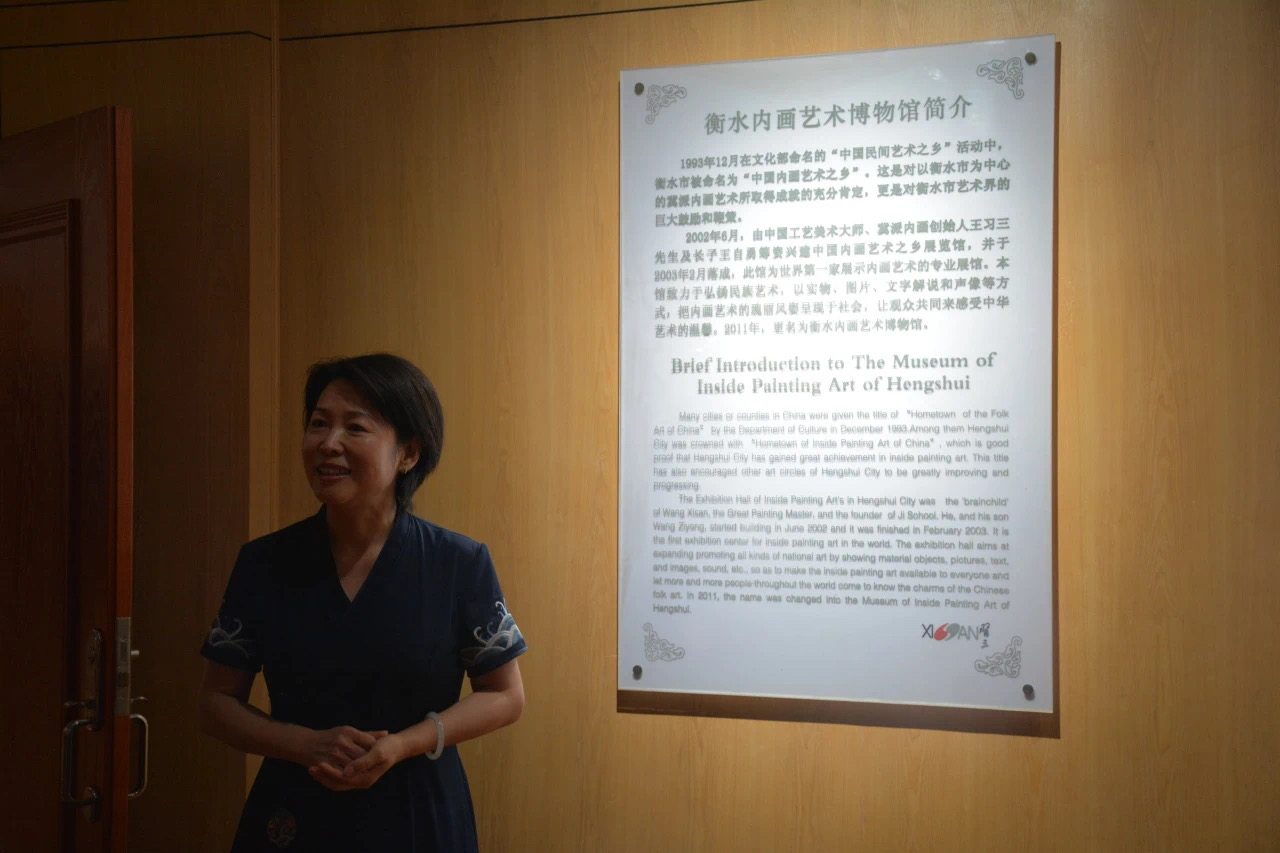 衡水内画艺术博物馆简介
1993年12月在文化部命名的“中国民间艺术之乡”活动中，
衡水市被命名为“中国内画艺术之乡”。这是对以衡水市为中心
的冀派内画艺术所取得成就的充分肯定，更是对衡水市艺术界的
巨大鼓励和鞭策。
2002年6月，由中国工艺美术大师、冀派内画创始人王习三
先生及长子王自勇筹资兴建中国内画艺术之乡展览馆，并于
2003年2月落成，此馆为世界第一家展示内画艺术的专业展馆。本
馆致力于弘扬民族艺术，以实物、图片、文字解说和声像等方
式，把内画艺术的瑰丽风姿呈现于社会，让观众共同来感受中华
艺术的温馨。2011年，更名为衡水内画艺术博物馆。
Brief Introduction to The Museum of
Inside Painting Art of Hengshui
Many cities or counties in China were given the title of "Hometown of the Folk
Art of China" by the Department of Culture in December 1993.Among them Hengshui
City was crowned with "Hometown of Inside Painting Art of China", which is good
proof that Hengshui City has gained great achievement in inside painting art. This title
has also encouraged other art circles of Hengshui City to be greatly improving and
progressing.
The Exhibition Hall of Inside Painting Art's in Hengshui City was the 'brainchild'
of Wang Xisan, the Great Painting Master, and the founder of Ji School. He, and his son
Wang Ziyong, started building in June 2002 and it was finished in February 2003. It is
the first exhibition center for inside painting art in the world. The exhibition hall aims at
expanding promoting all kinds of national art by showing material objects, pictures, text,
and images, sound, etc., so as to make the inside painting art available to everyone and
let more and more people throughout the world come to know the charms of the Chinese
folk art. In 2011, the name was changed into the Museum of Inside Painting Art of
Hengshui.
XISAN 習三